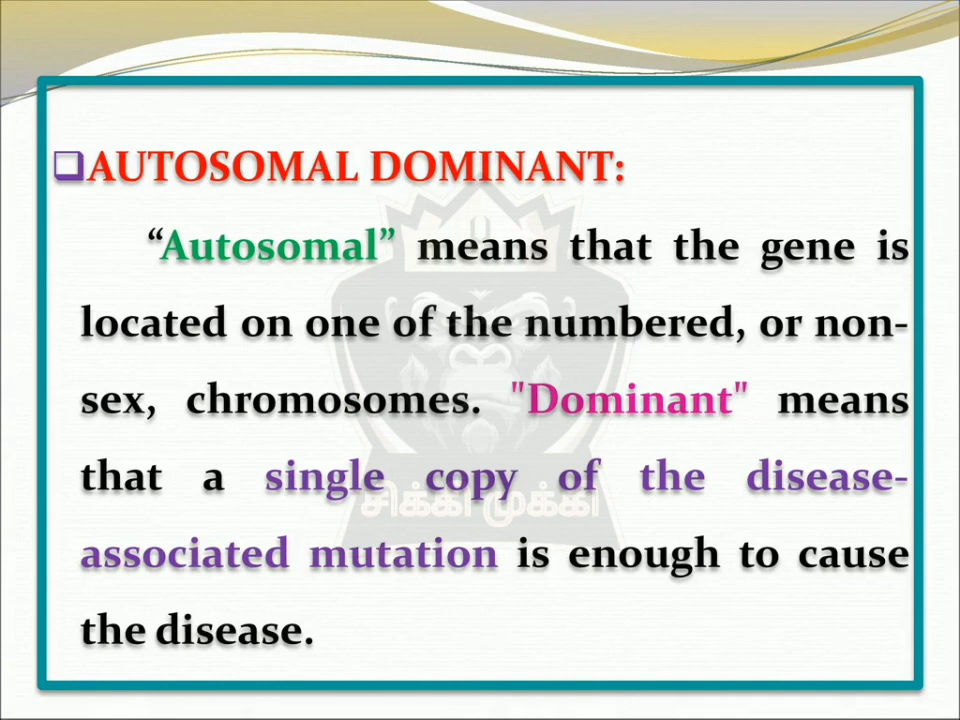 AUTOSOMAL DOMINANT:
“Autosomal” means that the gene is
located on one of the numbered, or non-
sex, chromosomes. "Dominant" means
that a single copy of the disease-
சிக்கி முக்கி
associated mutation is enough to cause
the disease.